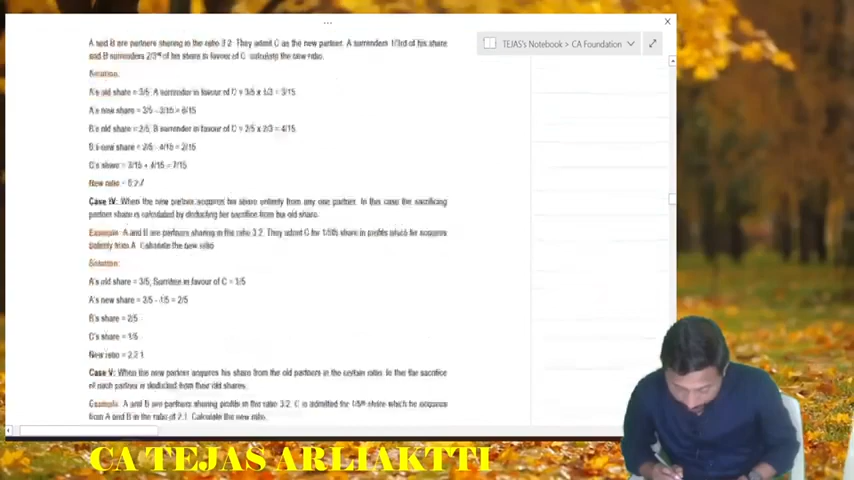 TEJAS's Notebook > CA Foundation
A and B are partners sharing in the ratio 3:2. They admit C as the new partner. A surrenders 1/3rd of his share
and B surrenders 2/3rd of his share in favour of C calculate the new ratio.
Solution:
A's old share = 3/5, A surrender in favour of C = 3/5 x 1/3 = 3/15
A's new share = 3/5 - 3/15 = 6/15
B's old share = 2/5, B surrender in favour of C = 2/5 x 2/3 = 4/15
B's new share = 2/5 - 4/15 = 2/15
C's share = 3/15 + 4/15 = 7/15
New ratio = 6:2:7
Case IV: When the new partner acquires his share entirely from any one partner. In this case the sacrificing
partner share is calculated by deducting her sacrifice from his old share.
Example: A and B are partners sharing in the ratio 3:2. They admit C for 1/5th share in profits which he acquires
entirely from A. Calculate the new ratio
Solution:
A's old share = 3/5, Sacrifice in favour of C = 1/5
A's new share = 3/5 - 1/5 = 2/5
B's share = 2/5
C's share = 1/5
New ratio = 2:2:1
Case V: When the new partner acquires his share from the old partners in the certain ratio. In the the sacrifice
of each partner is deducted from their old shares.
Example: A and B are partners sharing profits in the ratio 3:2. C is admitted for 1/5th share which he acquires
from A and B in the ratio of 2:1. Calculate the new ratio.
CA TEJAS ARLIAKTTI